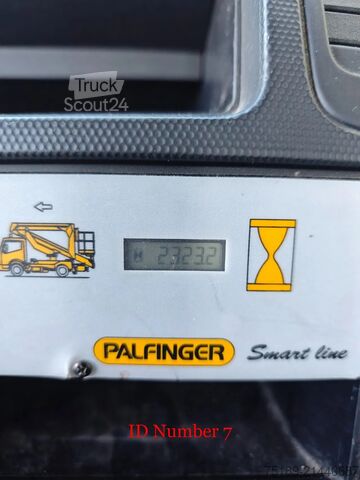 Truck
Scout24
H 2323.2
PALFINGER
Smart line
ID Number 7